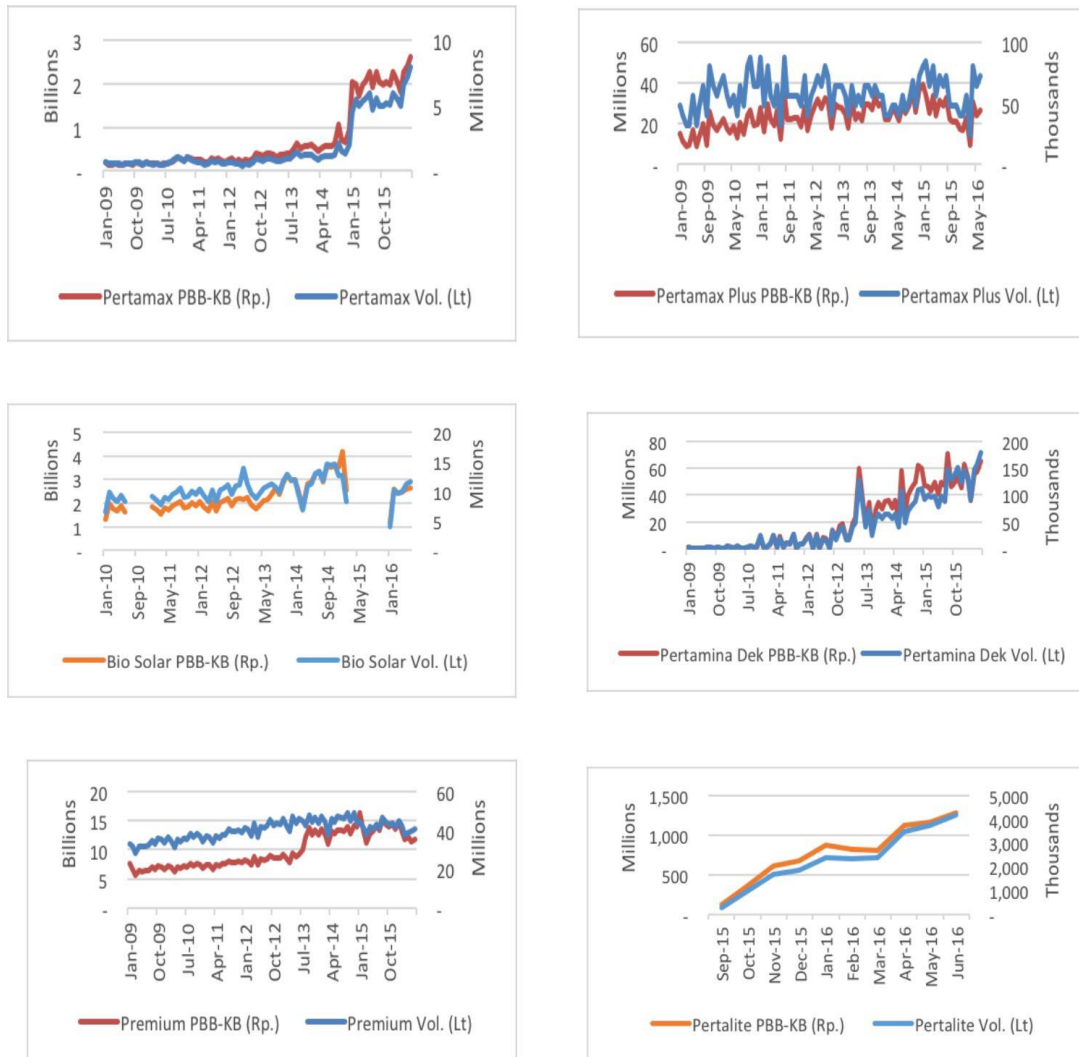 3
2
1
-
Billions
10
5
-
Millions
Jan-09
Oct-09
Jul-10
Apr-11
Jan-12
Oct-12
Jul-13
Apr-14
Jan-15
Oct-15
Pertamax PBB-KB (Rp.)
Pertamax Vol. (Lt)
60
40
20
-
Millions
100
50
-
Thousands
Jan-09
Sep-09
May-10
Jan-11
Sep-11
May-12
Jan-13
Sep-13
May-14
Jan-15
Sep-15
May-16
Pertamax Plus PBB-KB (Rp.)
Pertamax Plus Vol. (Lt)
5
4
3
2
1
-
Billions
20
15
10
5
-
Millions
Jan-10
Sep-10
May-11
Jan-12
Sep-12
May-13
Jan-14
Sep-14
May-15
Jan-16
Bio Solar PBB-KB (Rp.)
Bio Solar Vol. (Lt)
80
60
40
20
-
Millions
200
150
100
50
-
Thousands
Jan-09
Oct-09
Jul-10
Apr-11
Jan-12
Oct-12
Jul-13
Apr-14
Jan-15
Oct-15
Pertamina Dek PBB-KB (Rp.)
Pertamina Dek Vol. (Lt)
20
15
10
5
-
Billions
60
40
20
-
Millions
Jan-09
Oct-09
Jul-10
Apr-11
Jan-12
Oct-12
Jul-13
Apr-14
Jan-15
Oct-15
Premium PBB-KB (Rp.)
Premium Vol. (Lt)
1,500
1,000
500
-
Millions
5,000
4,000
3,000
2,000
1,000
-
Thousands
Sep-15
Oct-15
Nov-15
Dec-15
Jan-16
Feb-16
Mar-16
Apr-16
May-16
Jun-16
Pertalite PBB-KB (Rp.)
Pertalite Vol. (Lt)